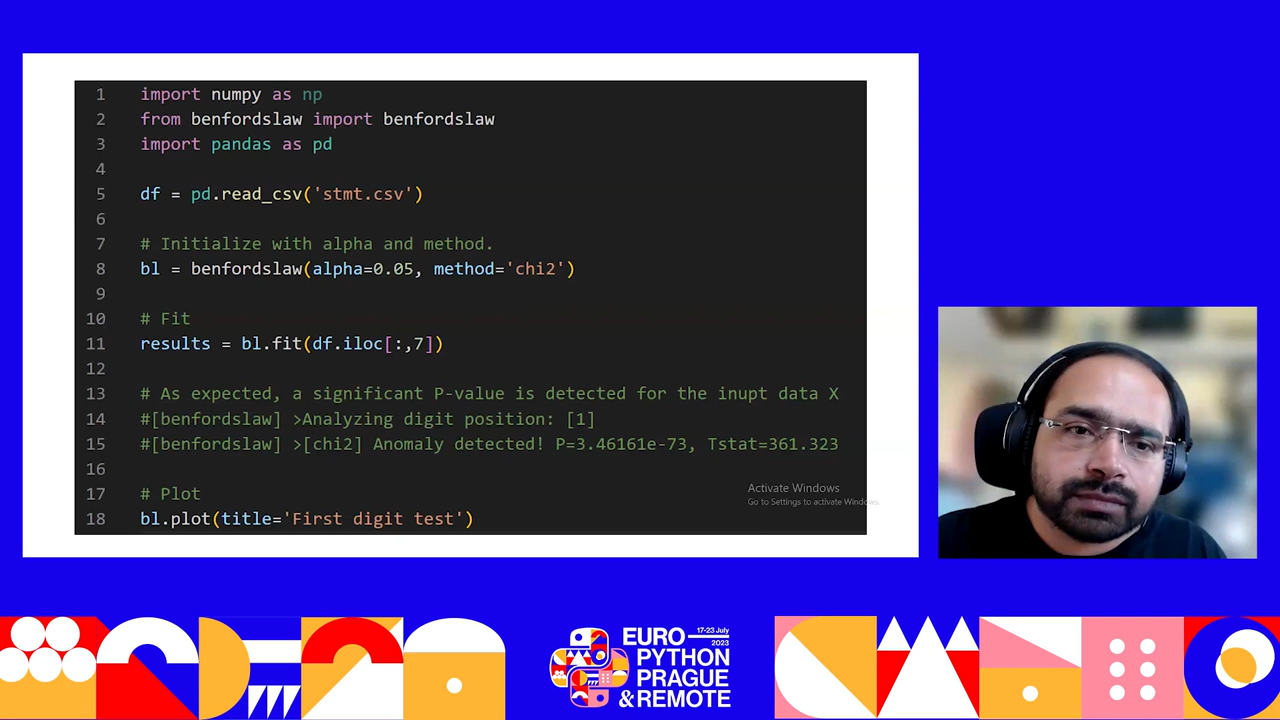 1 import numpy as np
2 from benfordslaw import benfordslaw
3 import pandas as pd
4
5 df = pd.read_csv('stmt.csv')
6
7 # Initialize with alpha and method.
8 bl = benfordslaw(alpha=0.05, method='chi2')
9
10 # Fit
11 results = bl.fit(df.iloc[:,7])
12
13 # As expected, a significant P-value is detected for the inupt data X
14 #[benfordslaw] >Analyzing digit position: [1]
15 #[benfordslaw] >[chi2] Anomaly detected! P=3.46161e-73, Tstat=361.323
16
17 # Plot
18 bl.plot(title='First digit test')
Activate Windows
Go to Settings to activate Windows.
EURO 17-23 July 2023
PYTHON
PRAGUE
& REMOTE